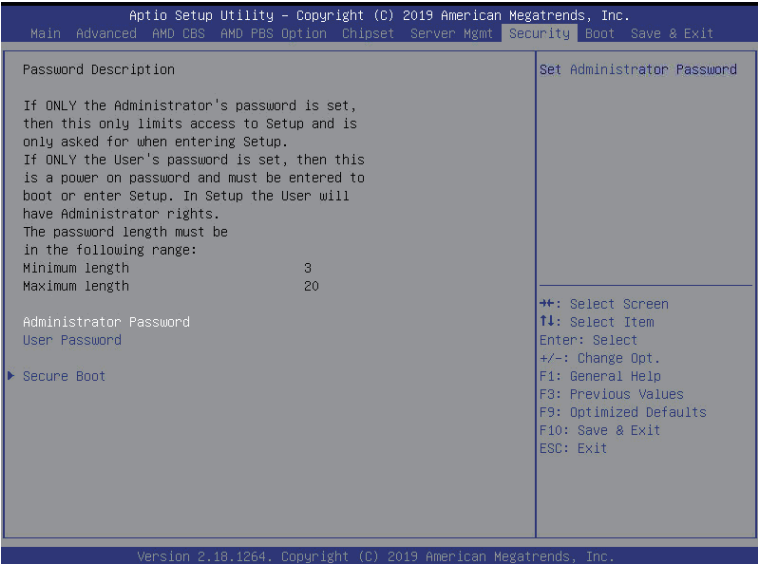 Aptio Setup Utility – Copyright (C) 2019 American Megatrends, Inc.
Main Advanced AMD CBS AMD PBS Option Chipset Server Mgmt Security Boot Save & Exit
Password Description
If ONLY the Administrator's password is set,
then this only limits access to Setup and is
only asked for when entering Setup.
If ONLY the User's password is set, then this
is a power on password and must be entered to
boot or enter Setup. In Setup the User will
have Administrator rights.
The password length must be
in the following range:
Minimum length 3
Maximum length 20
Administrator Password
User Password
Secure Boot
Set Administrator Password
→←: Select Screen
↑↓: Select Item
Enter: Select
+/-: Change Opt.
F1: General Help
F3: Previous Values
F9: Optimized Defaults
F10: Save & Exit
ESC: Exit
Version 2.18.1264. Copyright (C) 2019 American Megatrends, Inc.